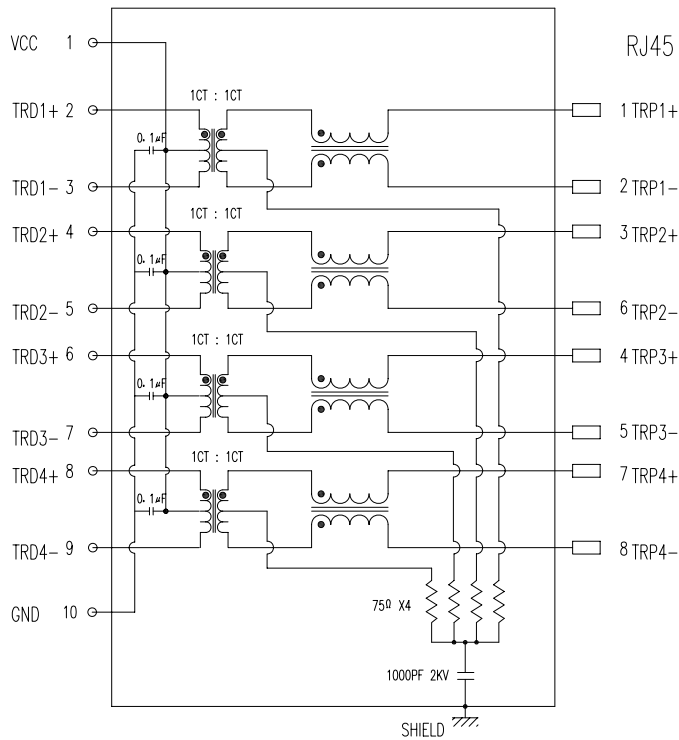 VCC 1
RJ45
1CT : 1CT
TRD1+ 2
1 TRP1+
0.1μF
TRD1- 3
2 TRP1-
1CT : 1CT
TRD2+ 4
3 TRP2+
0.1μF
TRD2- 5
6 TRP2-
1CT : 1CT
TRD3+ 6
4 TRP3+
0.1μF
TRD3- 7
5 TRP3-
1CT : 1CT
TRD4+ 8
7 TRP4+
0.1μF
TRD4- 9
8 TRP4-
75Ω X4
GND 10
1000PF 2KV
SHIELD